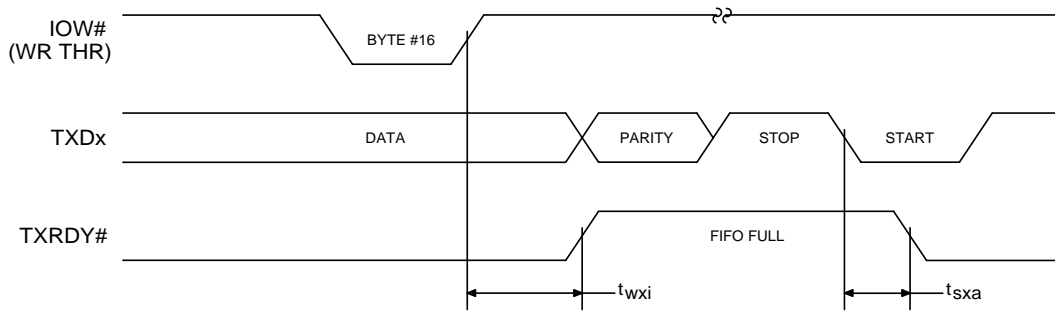 IOW#
(WR THR)
BYTE #16
TXDx
DATA
PARITY
STOP
START
TXRDY#
FIFO FULL
twxi
tsxa